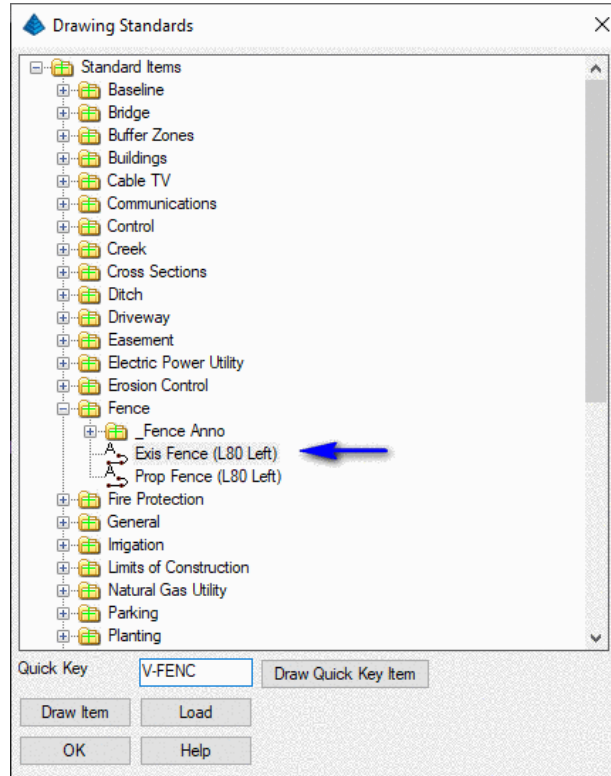 Drawing Standards
Standard Items
Baseline
Bridge
Buffer Zones
Buildings
Cable TV
Communications
Control
Creek
Cross Sections
Ditch
Driveway
Easement
Electric Power Utility
Erosion Control
Fence
_Fence Anno
Exis Fence (L80 Left)
Prop Fence (L80 Left)
Fire Protection
General
Irrigation
Limits of Construction
Natural Gas Utility
Parking
Planting
Quick Key V-FENC Draw Quick Key Item
Draw Item Load
OK Help